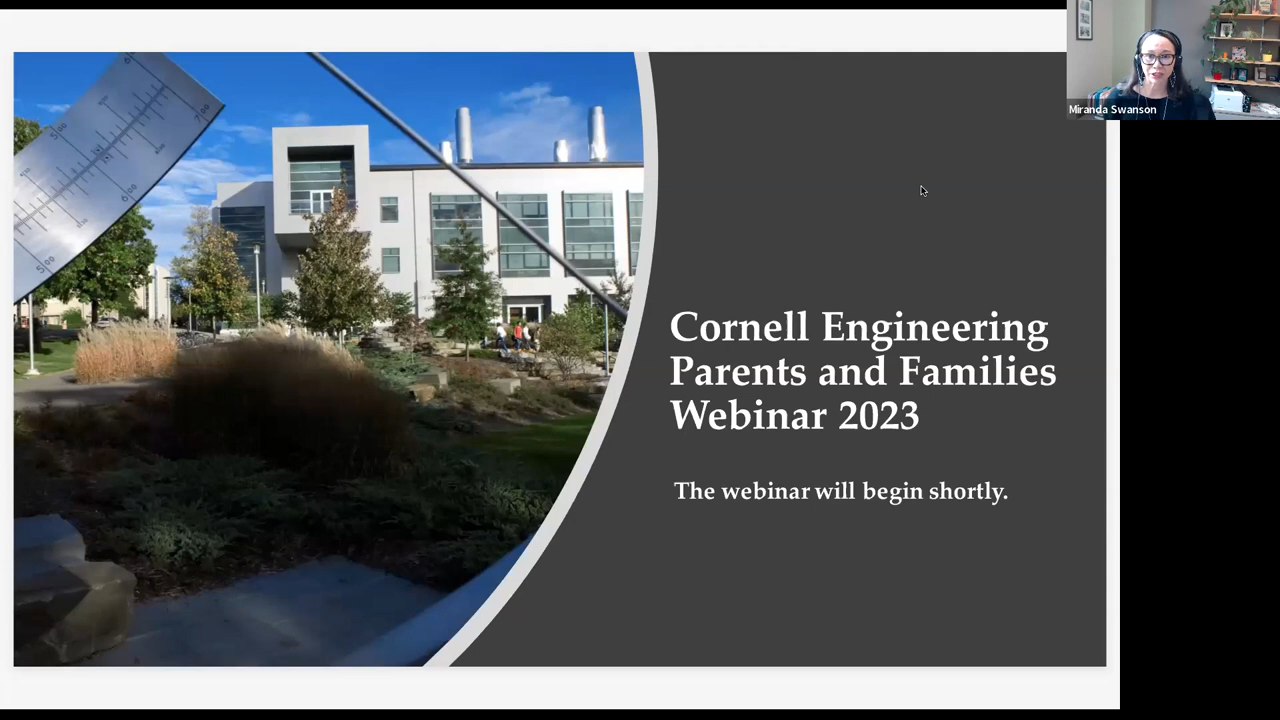 Miranda Swanson
Cornell Engineering
Parents and Families
Webinar 2023
The webinar will begin shortly.